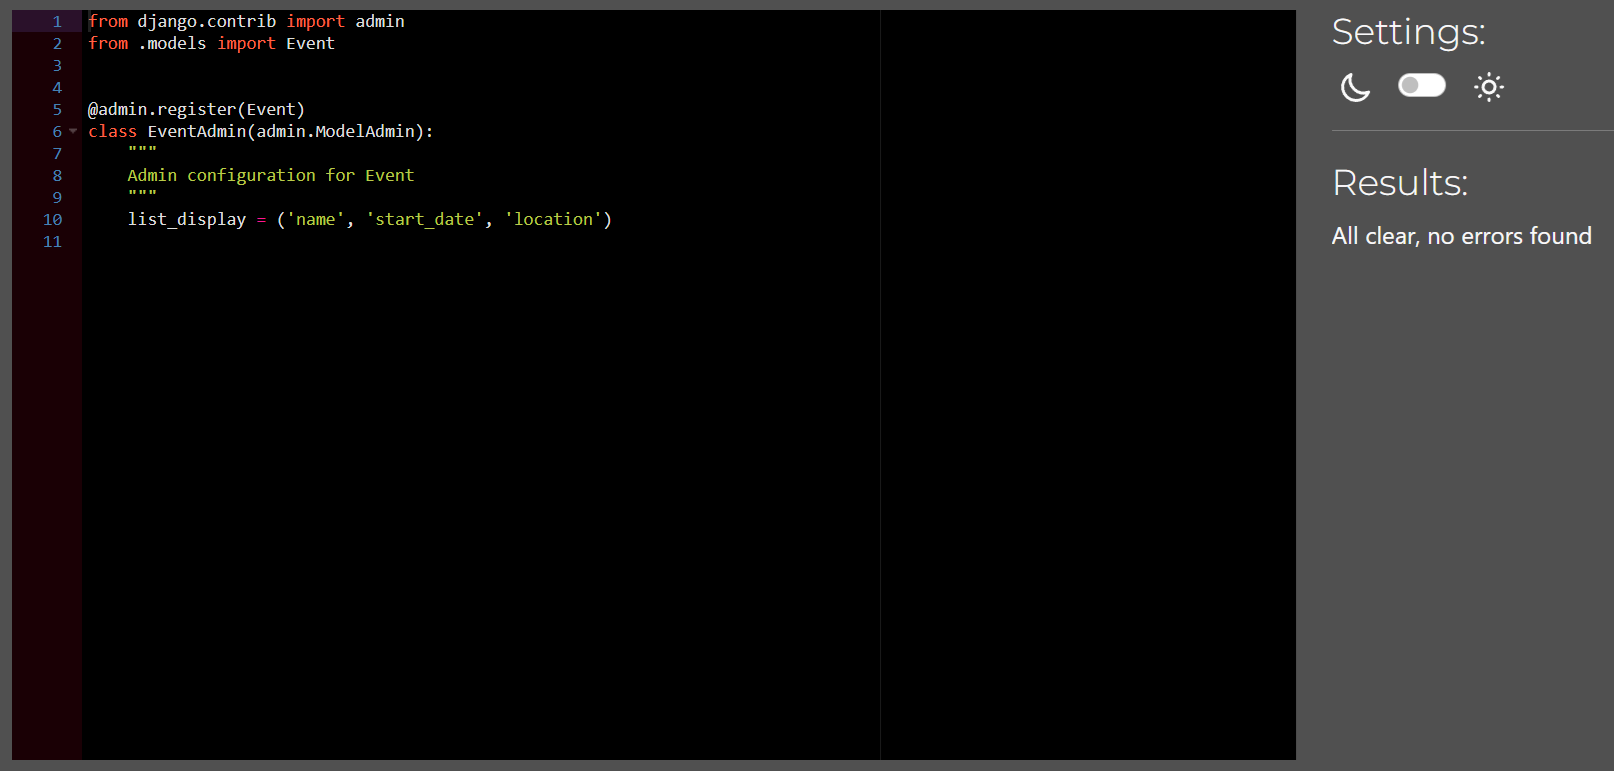 1 from django.contrib import admin
2 from .models import Event
3
4
5 @admin.register(Event)
6 class EventAdmin(admin.ModelAdmin):
7     """
8     Admin configuration for Event
9     """
10     list_display = ('name', 'start_date', 'location')
11
Settings:
Results:
All clear, no errors found